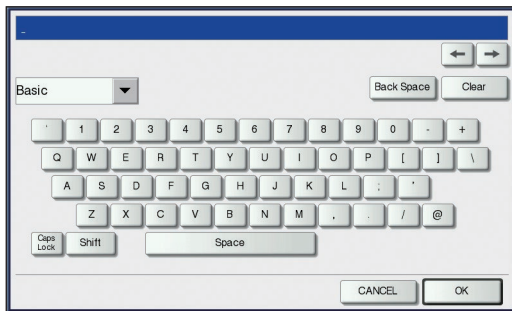 _
← →
Basic Back Space Clear
' 1 2 3 4 5 6 7 8 9 0 - +
Q W E R T Y U I O P [ ] \
A S D F G H J K L ; '
Z X C V B N M , . / @
Caps Lock Shift Space
CANCEL OK